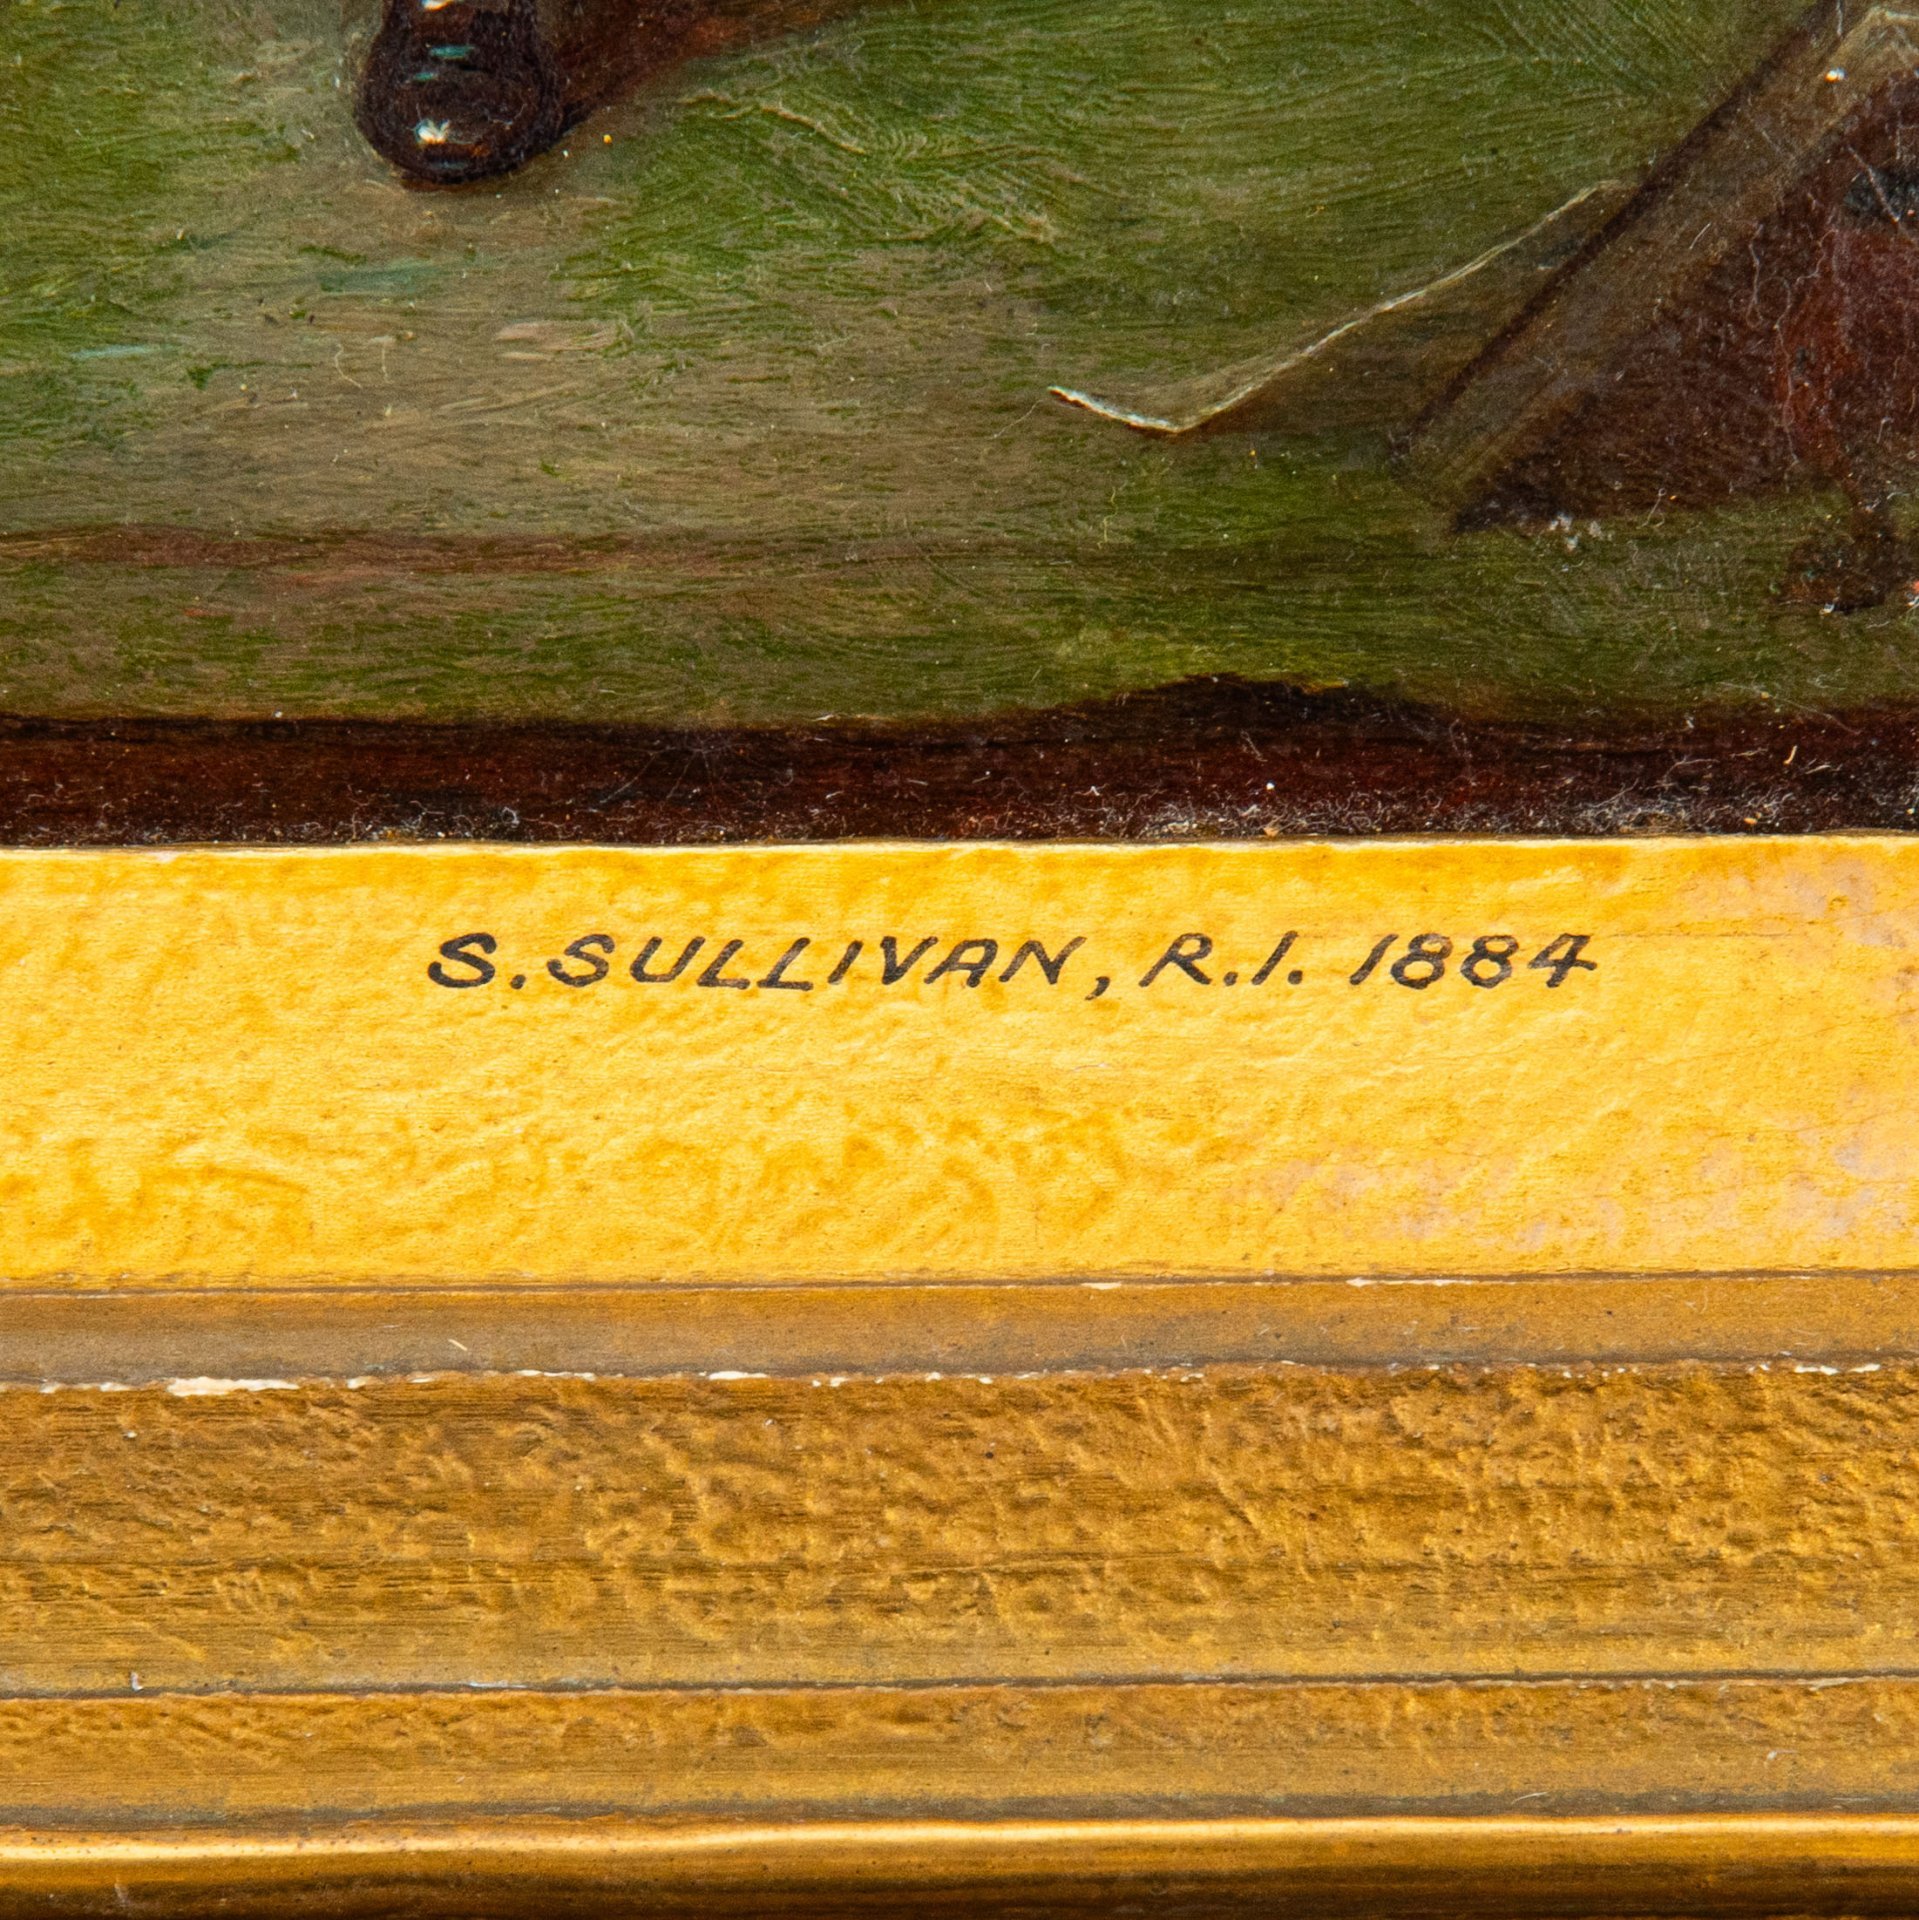 S. SULLIVAN, R.I. 1884